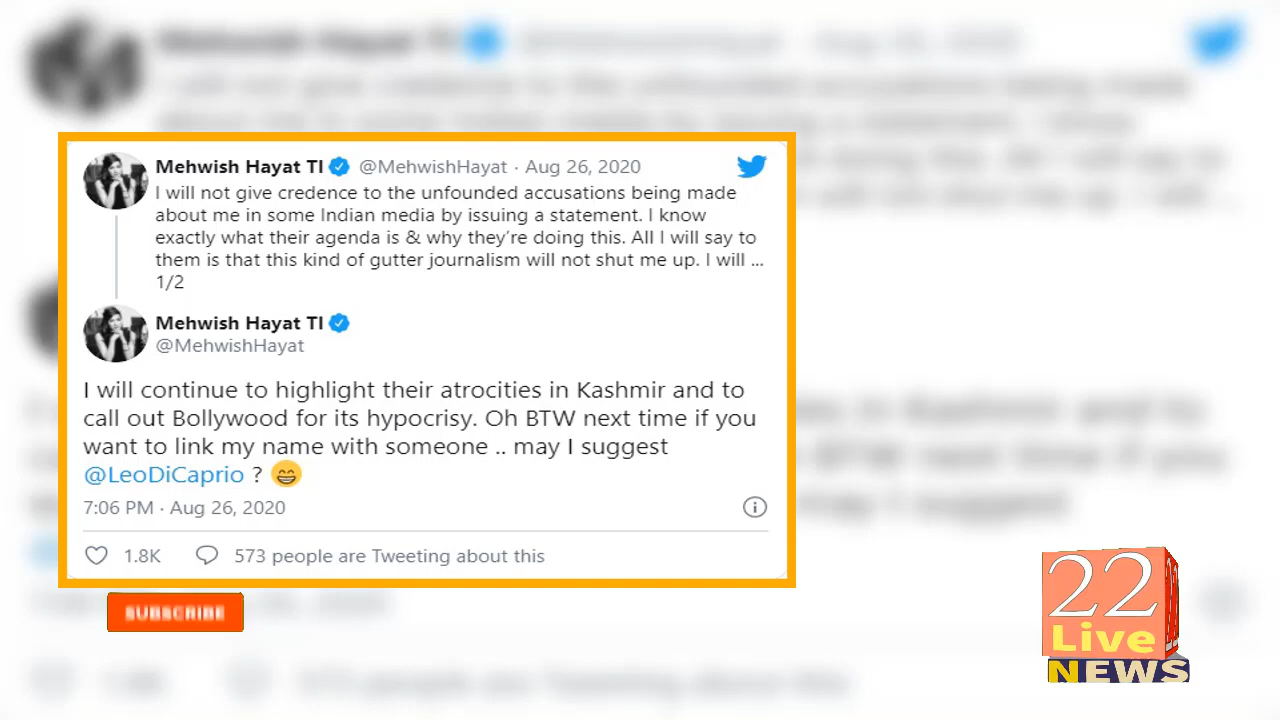 Mehwish Hayat TI @MehwishHayat · Aug 26, 2020
I will not give credence to the unfounded accusations being made
about me in some Indian media by issuing a statement. I know
exactly what their agenda is & why they're doing this. All I will say to
them is that this kind of gutter journalism will not shut me up. I will ...
1/2
Mehwish Hayat TI
@MehwishHayat
I will continue to highlight their atrocities in Kashmir and to
call out Bollywood for its hypocrisy. Oh BTW next time if you
want to link my name with someone .. may I suggest
@LeoDiCaprio ? 😄
7:06 PM · Aug 26, 2020
1.8K 573 people are Tweeting about this
SUBSCRIBE
22
Live
NEWS